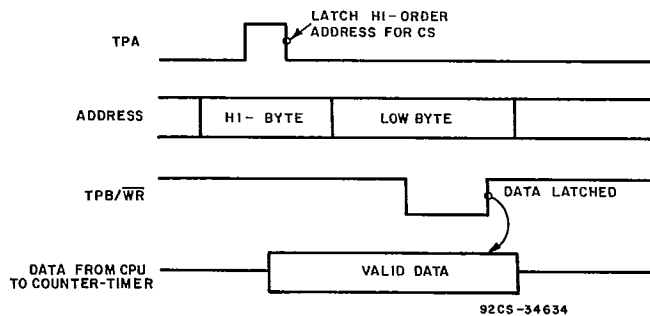 LATCH HI-ORDER
ADDRESS FOR CS
TPA
ADDRESS
HI- BYTE
LOW BYTE
TPB/WR
DATA LATCHED
DATA FROM CPU
TO COUNTER-TIMER
VALID DATA
92CS-34634